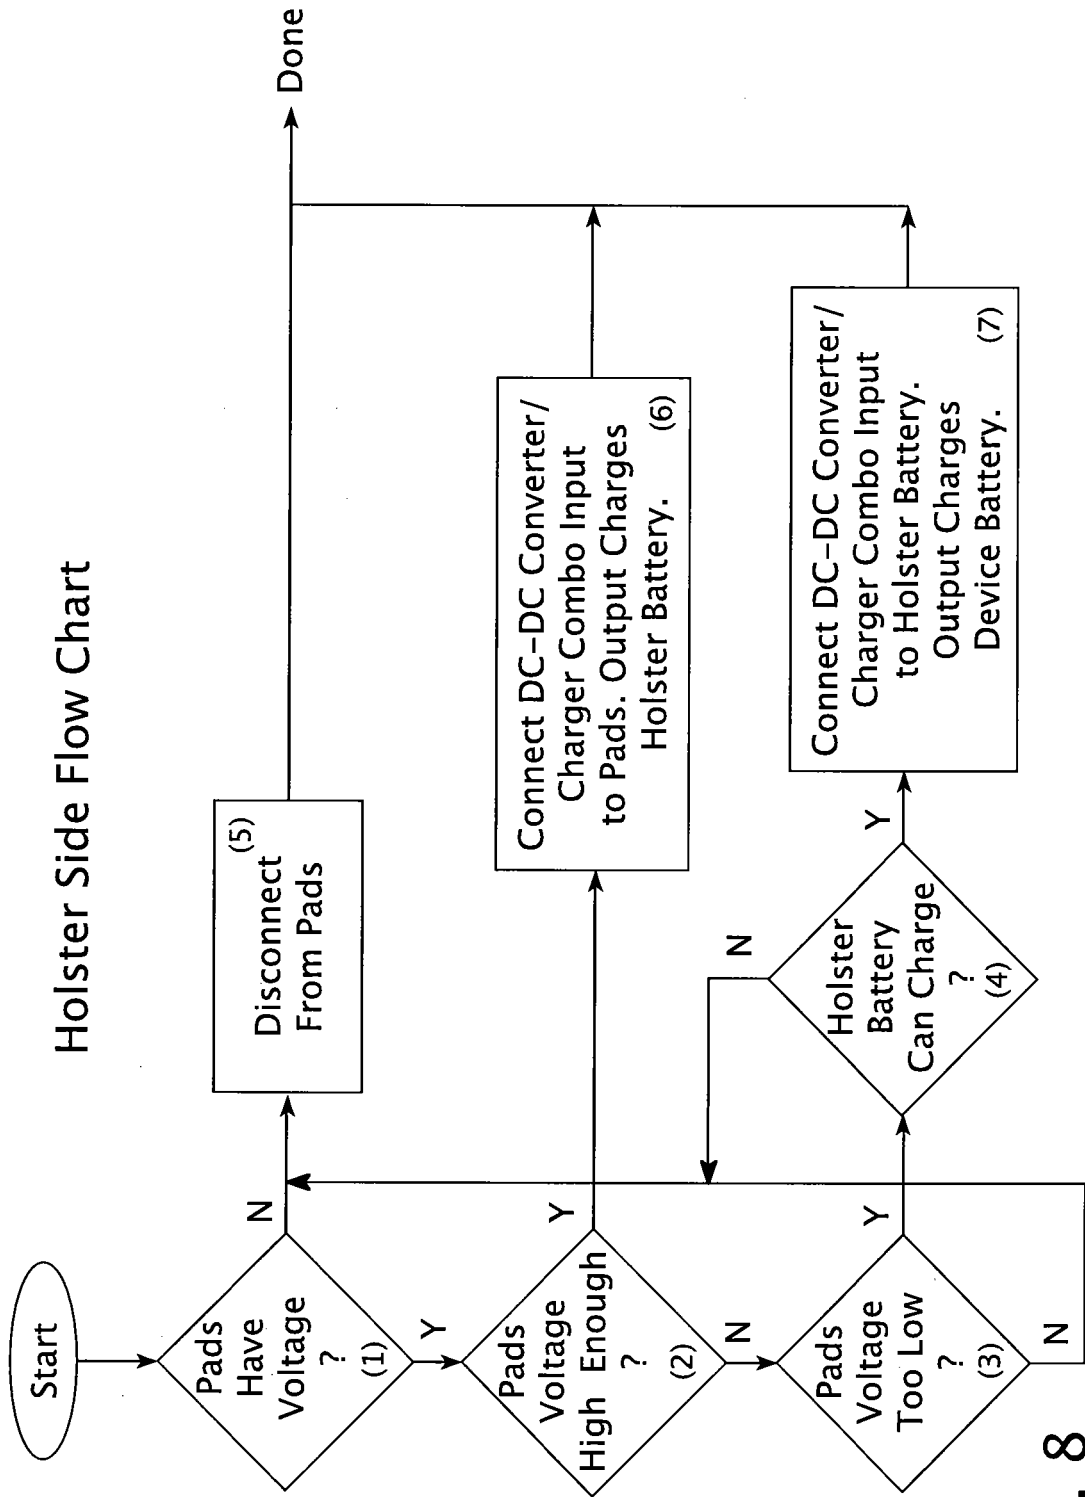 Holster Side Flow Chart
Start
Pads
Have
Voltage
?
(1)
N
Y
Disconnect
From Pads
(5)
Done
Pads
Voltage
High Enough
?
(2)
Y
N
Connect DC-DC Converter/
Charger Combo Input
to Pads. Output Charges
Holster Battery.
(6)
Pads
Voltage
Too Low
?
(3)
Y
N
Holster
Battery
Can Charge
?
(4)
N
Y
Connect DC-DC Converter/
Charger Combo Input
to Holster Battery.
Output Charges
Device Battery.
(7)
. 8